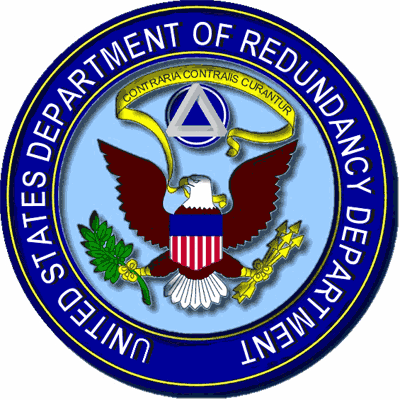 UNITED STATES DEPARTMENT OF REDUNDANCY DEPARTMENT
CONTRARIA CONTRAIIS CURANTUR